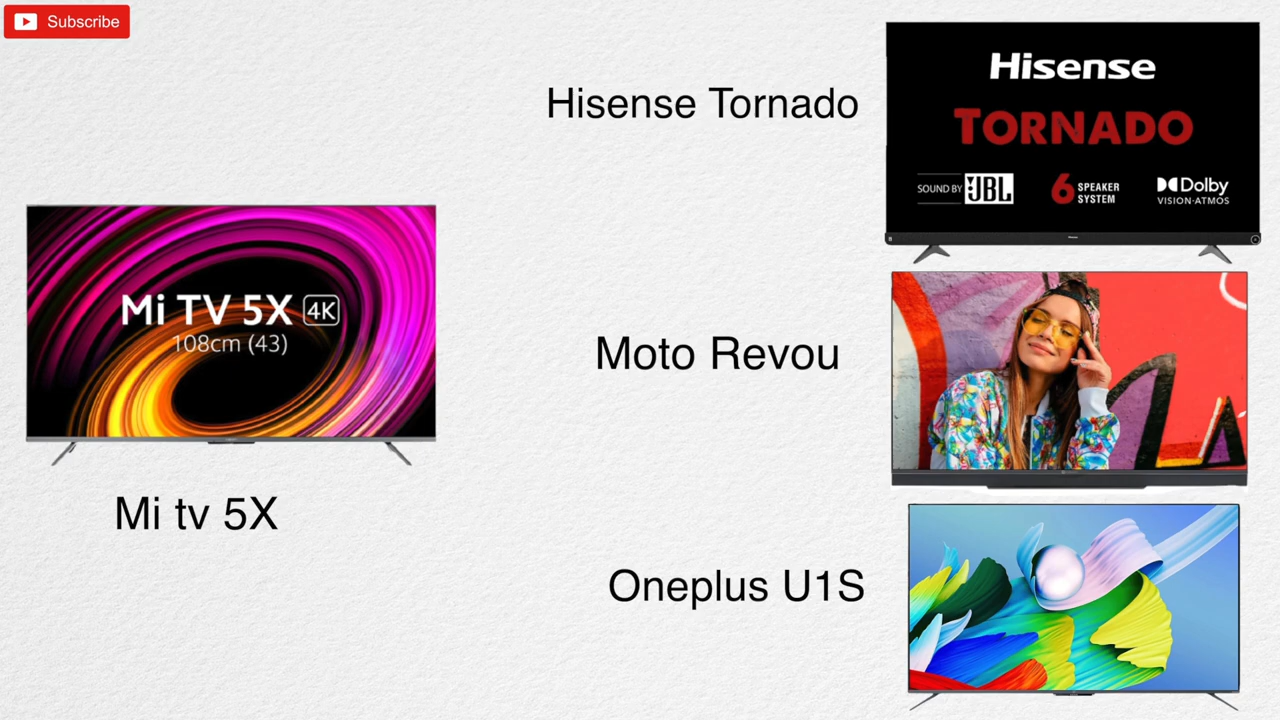 Subscribe
Hisense Tornado
Hisense
TORNADO
SOUND BY JBL
6 SPEAKER SYSTEM
Dolby
VISION·ATMOS
Mi TV 5X 4K
108cm (43)
Mi tv 5X
Moto Revou
Oneplus U1S